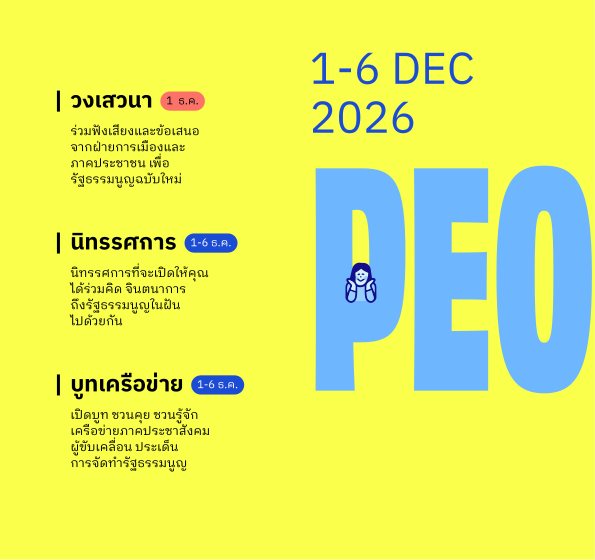 วงเสวนา 1 ธ.ค.
ร่วมฟังเสียงและข้อเสนอ
จากฝ่ายการเมืองและ
ภาคประชาชน เพื่อ
รัฐธรรมนูญฉบับใหม่
นิทรรศการ 1-6 ธ.ค.
นิทรรศการที่จะเปิดให้คุณ
ได้ร่วมคิด จินตนาการ
ถึงรัฐธรรมนูญในฝัน
ไปด้วยกัน
บูทเครือข่าย 1-6 ธ.ค.
เปิดบูท ชวนคุย ชวนรู้จัก
เครือข่ายภาคประชาสังคม
ผู้ขับเคลื่อน ประเด็น
การจัดทำรัฐธรรมนูญ
1-6 DEC
2026
PEO